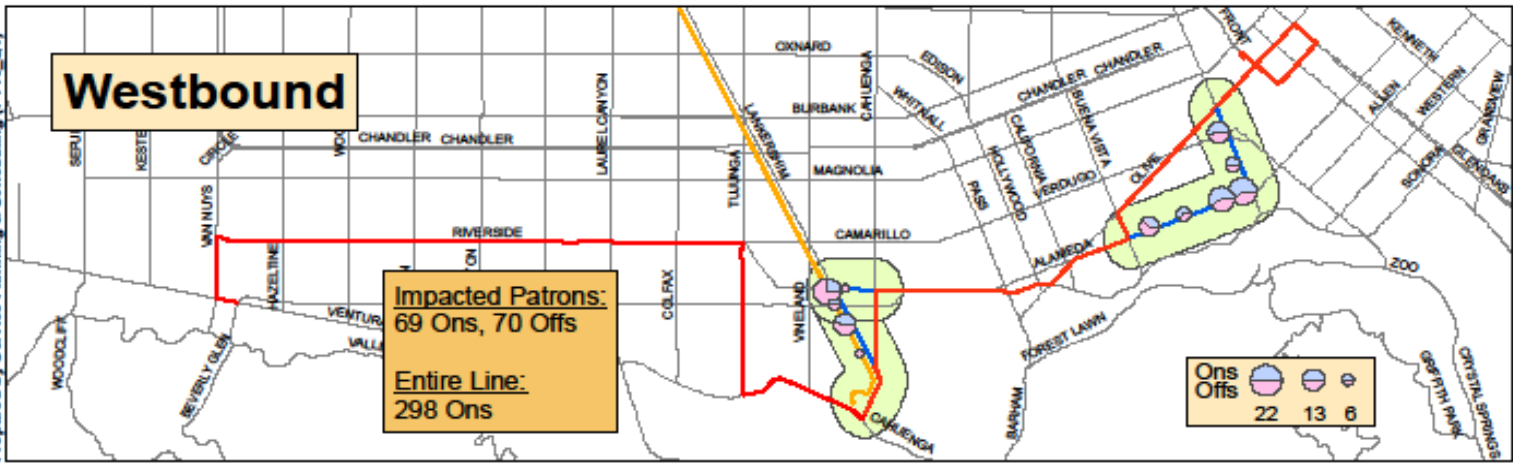 Westbound
OXNARD
EDISON
CHANDLER CHANDLER
WHITNALL
CAHUENGA
BURBANK
LANKERSHIM
LAUREL CANYON
CHANDLER CHANDLER
CIRCLE
MAGNOLIA
TUJUNGA
VAN NUYS
RIVERSIDE
CAMARILLO
HAZELTINE
COLFAX
VINELAND
VENTURA
BEVERLY GLEN
WOODCLIFF
CAHUENGA
BARHAM
FOREST LAWN
ALAMEDA
PASS
HOLLYWOOD
CALIFORNIA
BUENA VISTA
VERDUGO
OLIVE
FRONT
KENNETH
ALLEN
WESTERN
GRANDVIEW
SONORA
GLENOAKS
ZOO
GRIFFITH PARK
CRYSTAL SPRINGS
Impacted Patrons:
69 Ons, 70 Offs
Entire Line:
298 Ons
Ons
Offs
22 13 6